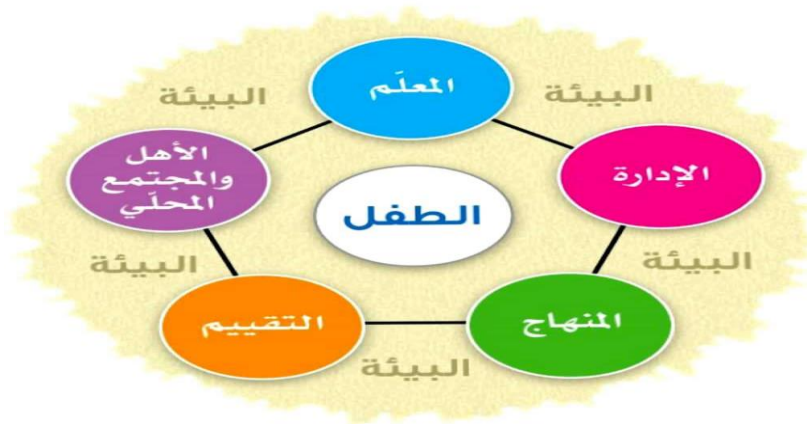 المعلّم
البيئة
البيئة
الإدارة
الأهل
والمجتمع
المحلّي
الطفل
البيئة
البيئة
المنهاج
التقييم
البيئة